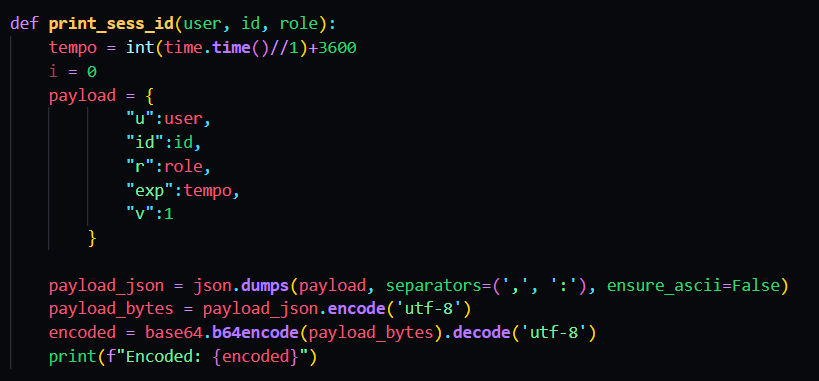 def print_sess_id(user, id, role):
    tempo = int(time.time()//1)+3600
    i = 0
    payload = {
            "u":user,
            "id":id,
            "r":role,
            "exp":tempo,
            "v":1
        }

    payload_json = json.dumps(payload, separators=(',', ':'), ensure_ascii=False)
    payload_bytes = payload_json.encode('utf-8')
    encoded = base64.b64encode(payload_bytes).decode('utf-8')
    print(f"Encoded: {encoded}")